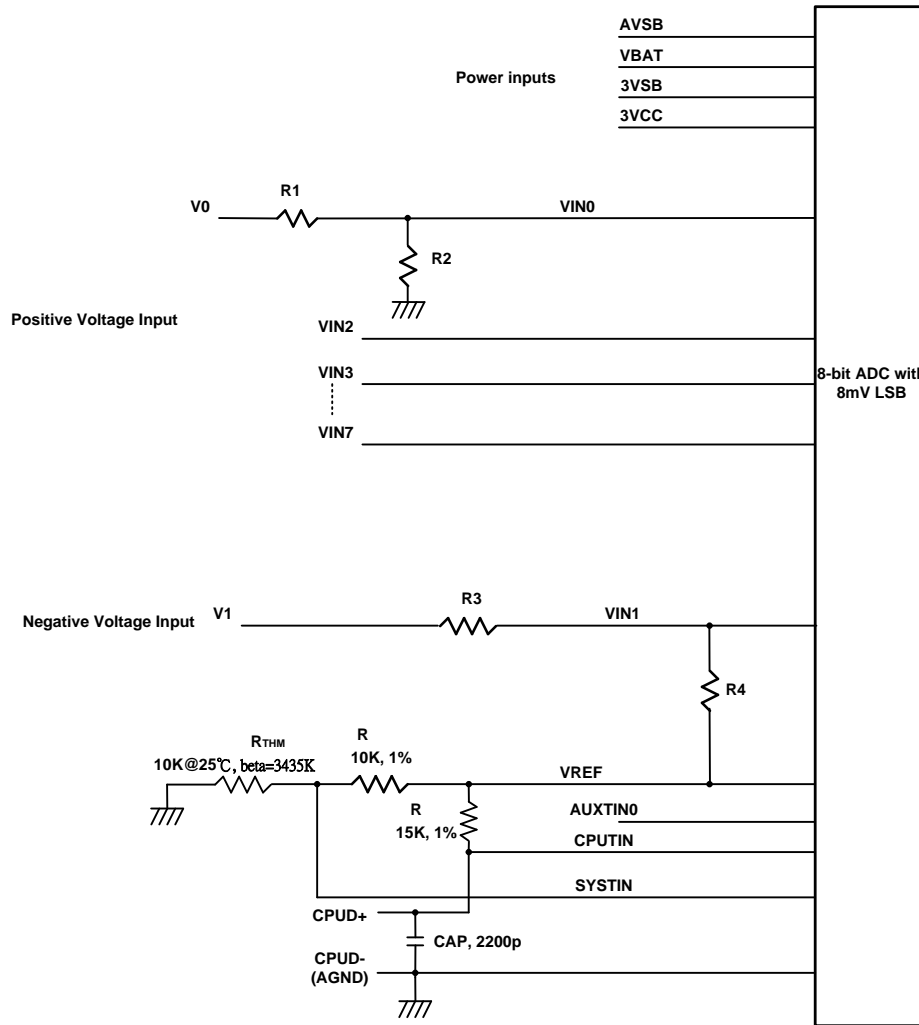 AVSB
VBAT
Power inputs
3VSB
3VCC
R1
V0
VIN0
R2
Positive Voltage Input
VIN2
VIN3
VIN7
8-bit ADC with
8mV LSB
R3
Negative Voltage Input
V1
VIN1
R4
RTHM
10K@25℃, beta=3435K
R
10K, 1%
VREF
R
15K, 1%
AUXTIN0
CPUTIN
SYSTIN
CPUD+
CAP, 2200p
CPUD-
(AGND)